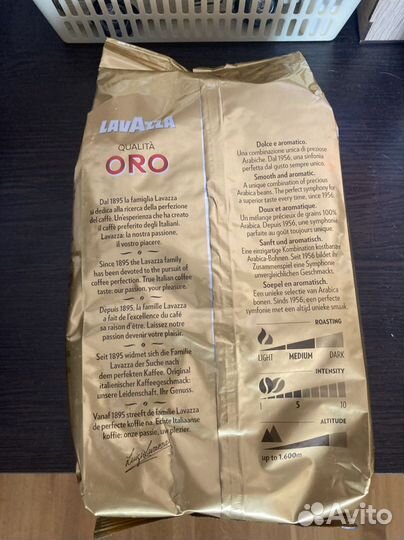 LAVAZZA
QUALITÀ
ORO
Dal 1895 la famiglia Lavazza
si dedica alla ricerca della perfezione
del caffè. Un'esperienza che ha creato
il caffè preferito degli Italiani.
Lavazza: la nostra passione,
il vostro piacere.
Since 1895 the Lavazza family
has been devoted to the pursuit of
coffee perfection. True Italian coffee
taste: our passion, your pleasure.
Depuis 1895, la famille Lavazza
a fait de l'excellence du café
sa raison d'être. Laissez notre
passion devenir votre plaisir.
Seit 1895 widmet sich die Familie
Lavazza der Suche nach
dem perfekten Kaffee. Original
italienischer Kaffeegeschmack:
unsere Leidenschaft, Ihr Genuss.
Vanaf 1895 streeft de familie Lavazza
de perfecte koffie na. Echte Italiaanse
koffie: onze passie, uw plezier.
Dolce e aromatico.
Una combinazione unica di preziose
Arabiche. Dal 1956, una sinfonia
perfetta dal gusto sempre unico.
Smooth and aromatic.
A unique combination of precious
Arabica beans. The perfect symphony for
a superior taste every time, since 1956.
Doux et aromatique.
Un mélange précieux de grains 100%
Arabica. Depuis 1956, une symphonie
parfaite au goût toujours unique.
Sanft und aromatisch.
Eine einzigartige Kombination kostbarer
Arabica-Bohnen. Seit 1956 bildet ihr
Zusammenspiel eine Symphonie
unvergleichlichen Geschmacks.
Soepel en aromatisch.
Een unieke selectie van Arabica
bonen. Sinds 1956, een perfecte
symfonie met een altijd unieke smaak.
ROASTING
LIGHT MEDIUM DARK
INTENSITY
1 5 10
ALTITUDE
up to 1.600m
Avito